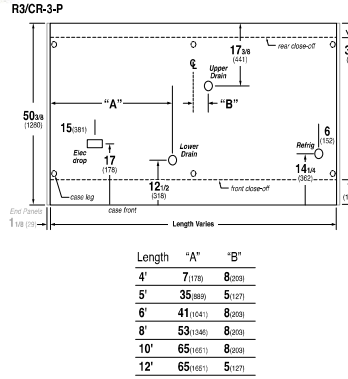 R3/CR-3-P
17 3/8
(441)
rear close-off
CL
Upper
Drain
"A"
"B"
50 3/8
(1280)
15 (381)
6
(152)
Elec
drop
17
(178)
Lower
Drain
Refrig
12 1/2
(318)
14 1/4
(362)
case leg
front close-off
End Panels
case front
1 1/8 (29)
Length Varies
Length "A" "B"
4' 7 (178) 8 (203)
5' 35 (889) 5 (127)
6' 41 (1041) 8 (203)
8' 53 (1346) 8 (203)
10' 65 (1651) 8 (203)
12' 65 (1651) 5 (127)